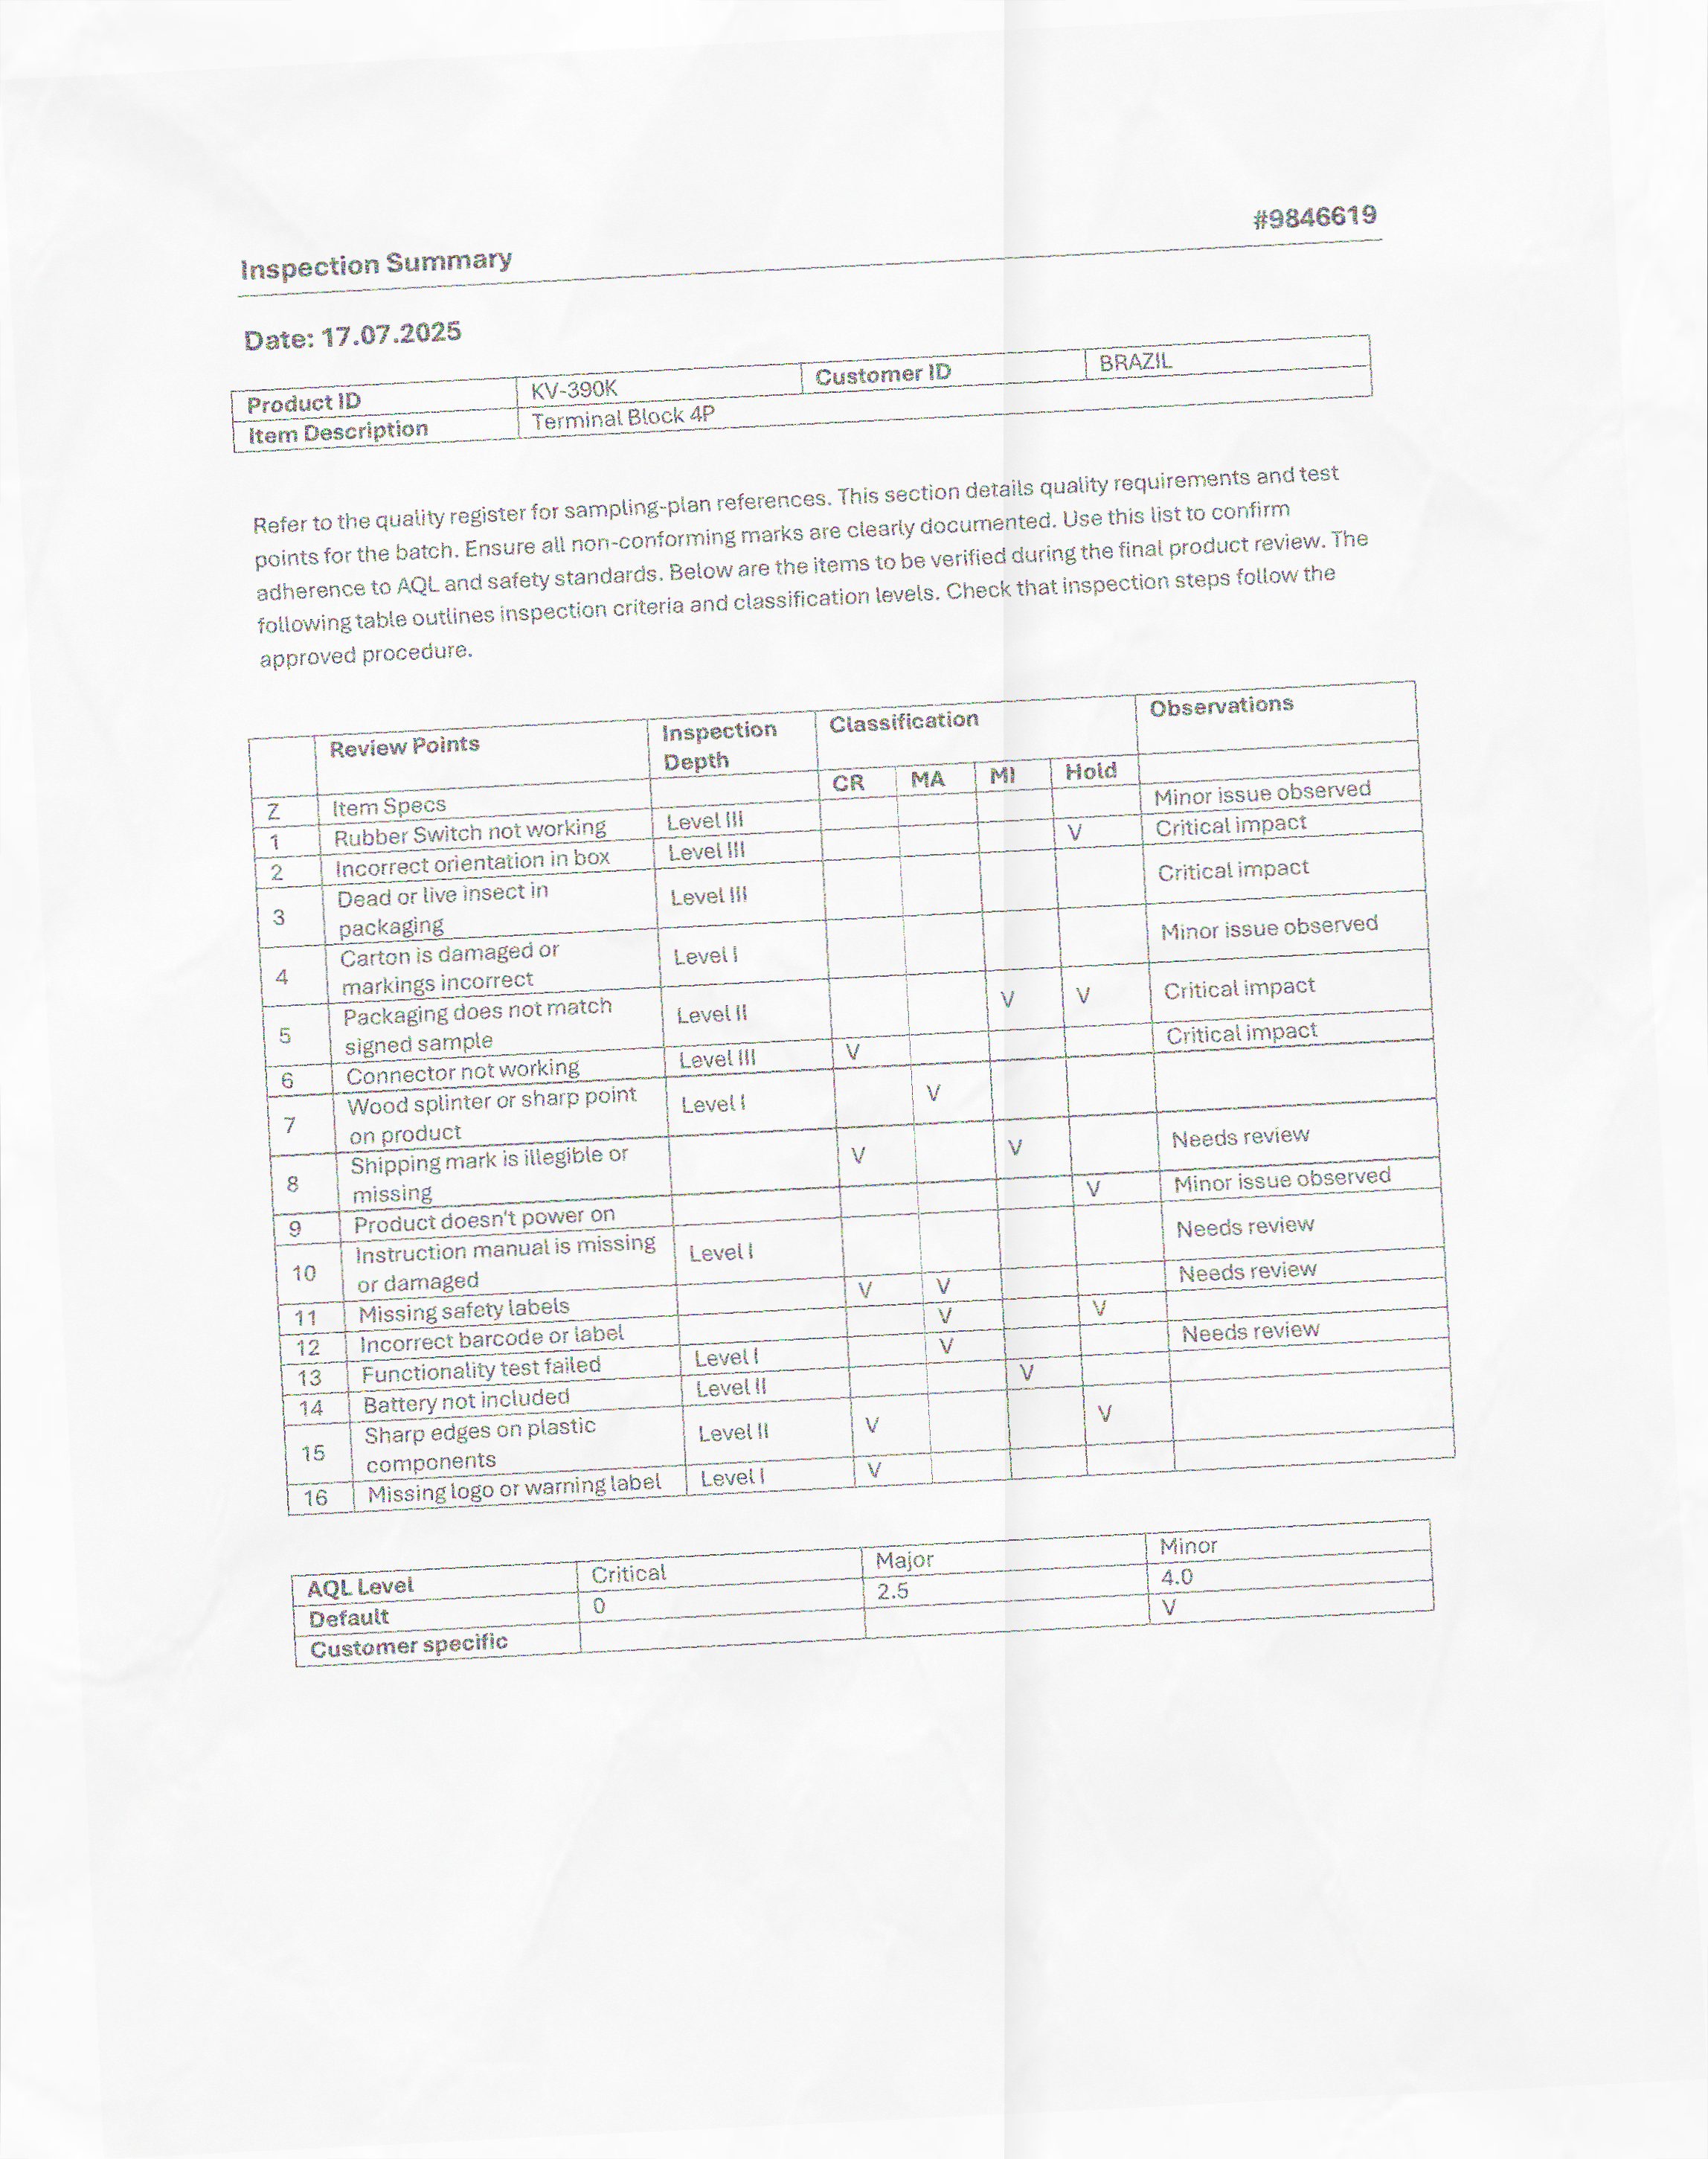 #9846619
Inspection Summary
Date: 17.07.2025
Product ID KV-390K Customer ID BRAZIL
Item Description Terminal Block 4P
Refer to the quality register for sampling-plan references. This section details quality requirements and test
points for the batch. Ensure all non-conforming marks are clearly documented. Use this list to confirm
adherence to AQL and safety standards. Below are the items to be verified during the final product review. The
following table outlines inspection criteria and classification levels. Check that inspection steps follow the
approved procedure.
Review Points Inspection Classification Observations
Depth
CR MA MI Hold
Z Item Specs
1 Rubber Switch not working Level III Minor issue observed
2 Incorrect orientation in box Level III V Critical impact
3 Dead or live insect in Level III Critical impact
packaging
4 Carton is damaged or Level I Minor issue observed
markings incorrect
5 Packaging does not match Level II V V Critical impact
signed sample
6 Connector not working Level III V Critical impact
7 Wood splinter or sharp point Level I V
on product
8 Shipping mark is illegible or V V Needs review
missing
9 Product doesn't power on V Minor issue observed
10 Instruction manual is missing Level I Needs review
or damaged
11 Missing safety labels V V Needs review
12 Incorrect barcode or label V V
13 Functionality test failed Level I V Needs review
14 Battery not included Level II V
15 Sharp edges on plastic Level II V V
components
16 Missing logo or warning label Level I V
AQL Level Critical Major Minor
Default 0 2.5 4.0
Customer specific V